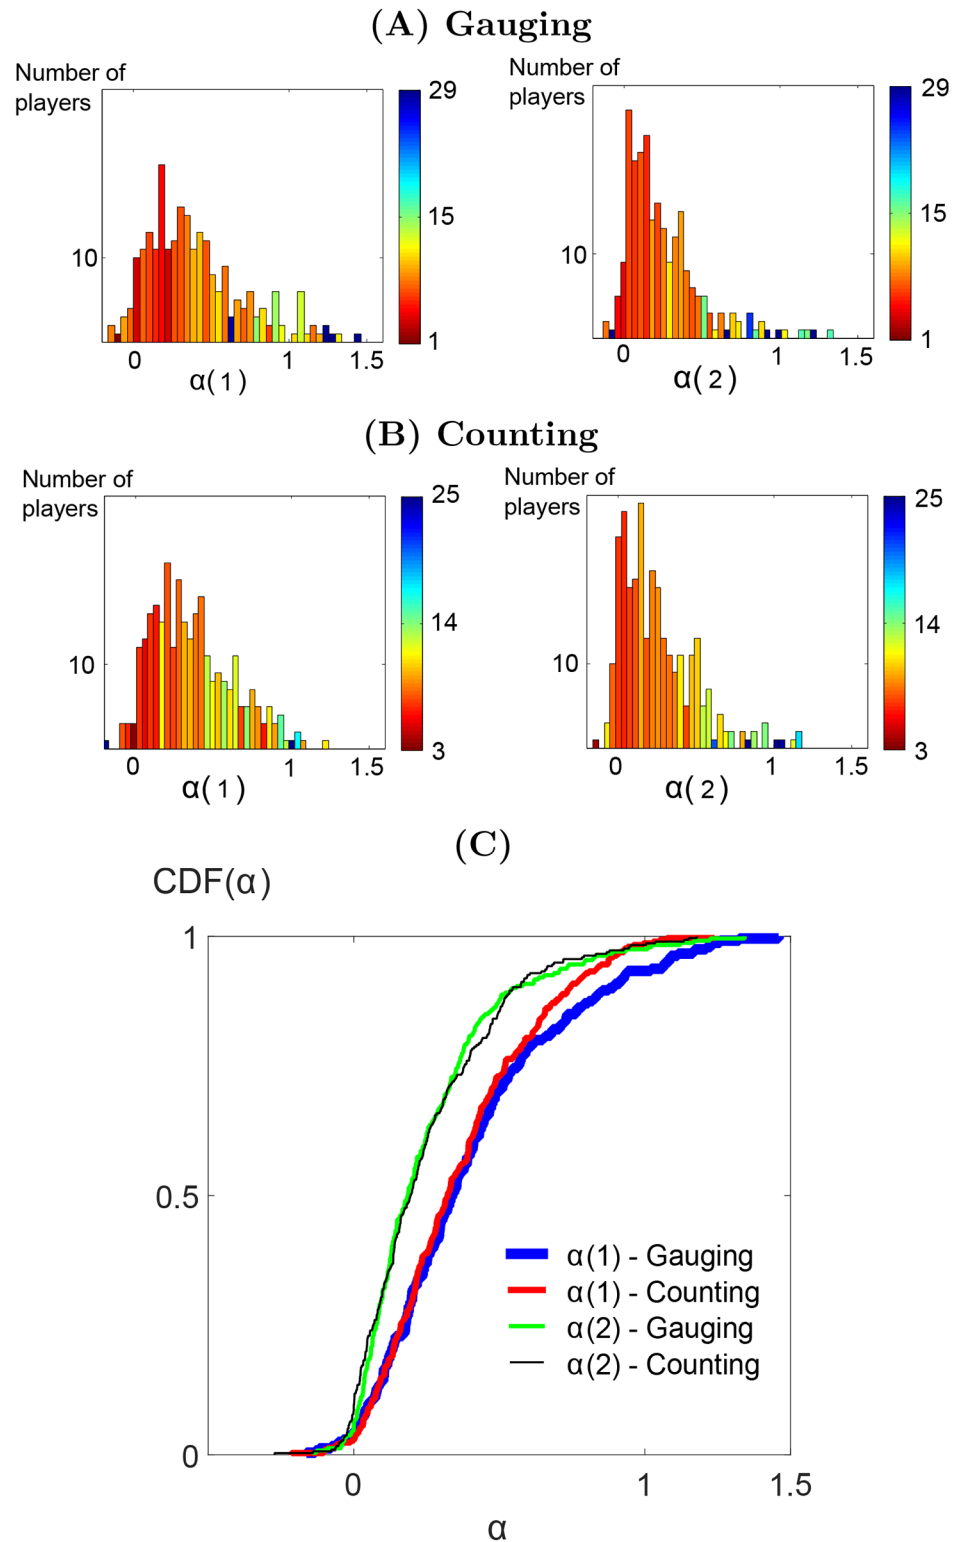 (A) Gauging
Number of
players
10
0
1
1.5
α(1)
29
15
1
Number of
players
10
0
1
1.5
α(2)
29
15
1
(B) Counting
Number of
players
10
0
1
1.5
α(1)
25
14
3
Number of
players
10
0
1
1.5
α(2)
25
14
3
(C)
CDF(α)
1
0.5
0
0
1
1.5
α
α(1) - Gauging
α(1) - Counting
α(2) - Gauging
α(2) - Counting